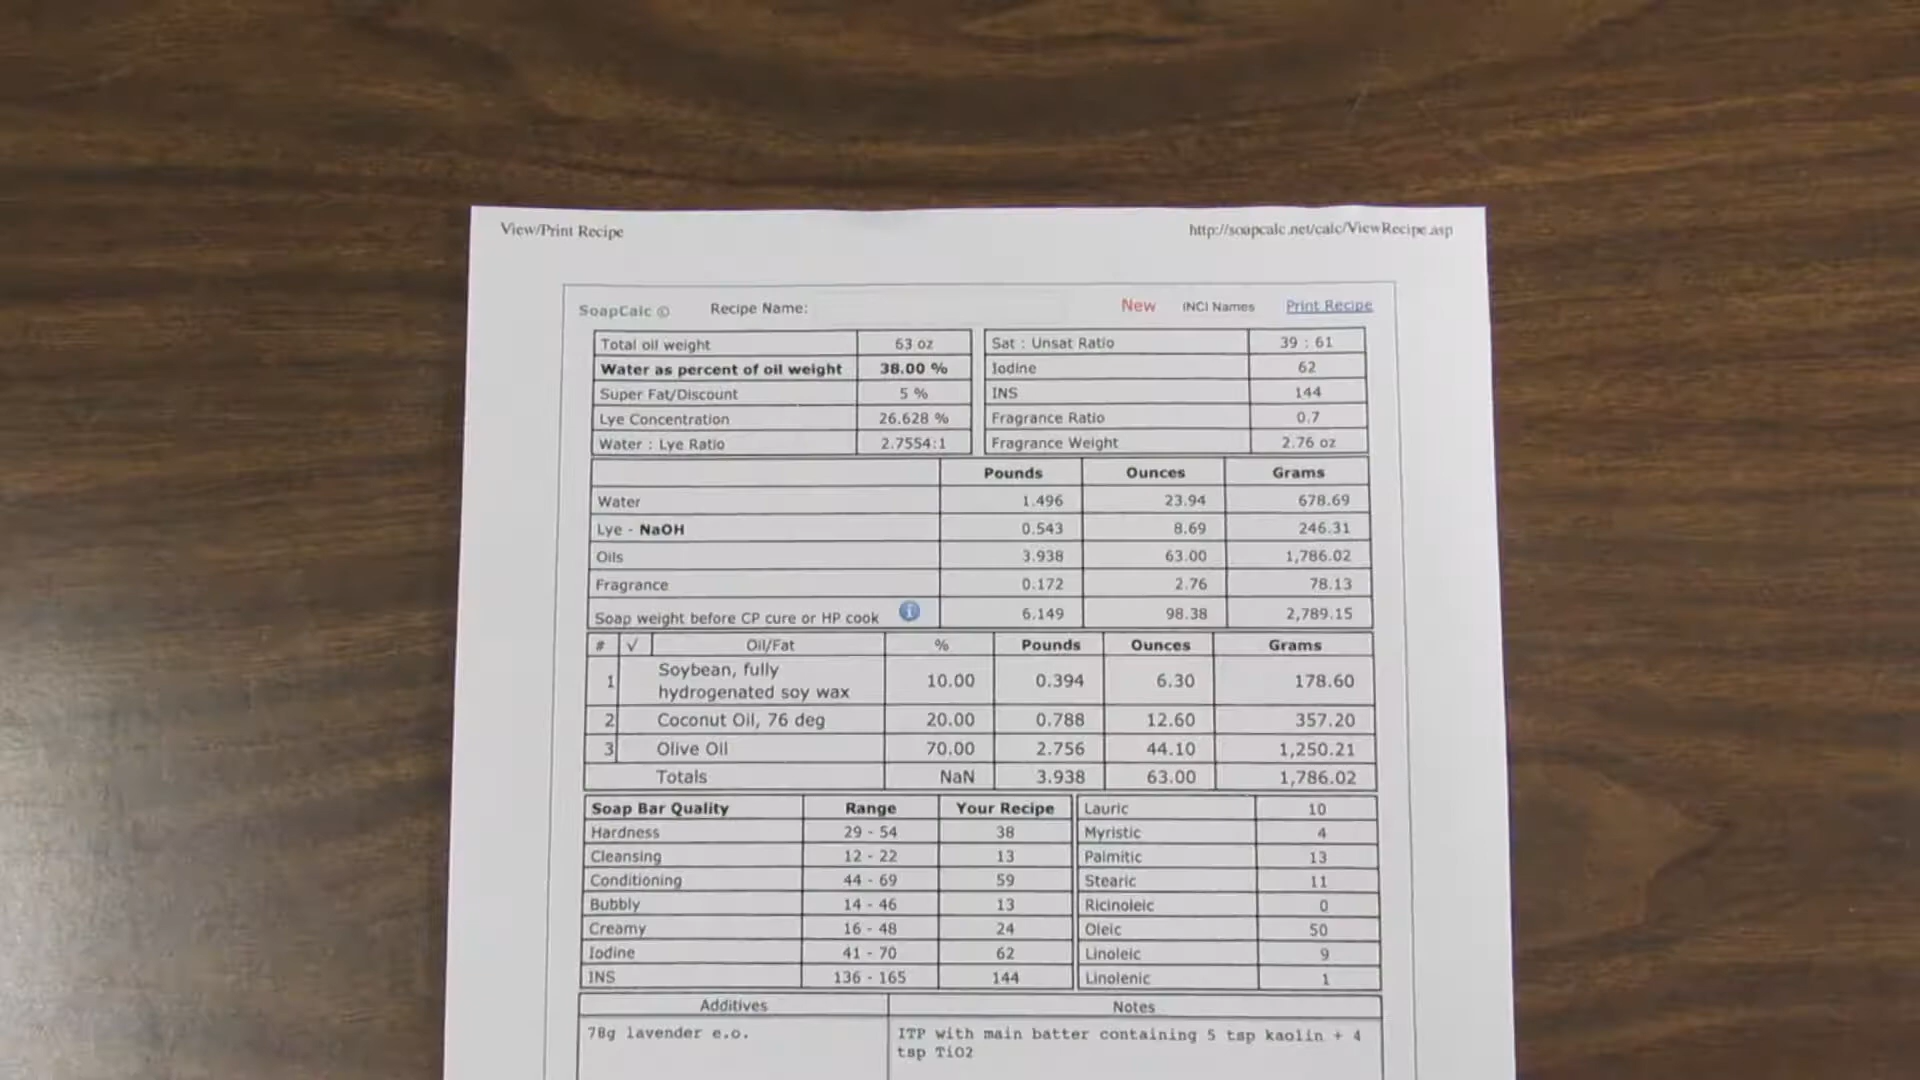 View/Print Recipe http://soapcalc.net/calc/ViewRecipe.asp
SoapCalc © Recipe Name: New INCI Names Print Recipe
Total oil weight 63 oz Sat : Unsat Ratio 39 : 61
Water as percent of oil weight 38.00 % Iodine 62
Super Fat/Discount 5 % INS 144
Lye Concentration 26.628 % Fragrance Ratio 0.7
Water : Lye Ratio 2.7554:1 Fragrance Weight 2.76 oz
Pounds Ounces Grams
Water 1.496 23.94 678.69
Lye - NaOH 0.543 8.69 246.31
Oils 3.938 63.00 1,786.02
Fragrance 0.172 2.76 78.13
Soap weight before CP cure or HP cook i 6.149 98.38 2,789.15
# √ Oil/Fat % Pounds Ounces Grams
1 Soybean, fully hydrogenated soy wax 10.00 0.394 6.30 178.60
2 Coconut Oil, 76 deg 20.00 0.788 12.60 357.20
3 Olive Oil 70.00 2.756 44.10 1,250.21
Totals NaN 3.938 63.00 1,786.02
Soap Bar Quality Range Your Recipe Lauric 10
Hardness 29 - 54 38 Myristic 4
Cleansing 12 - 22 13 Palmitic 13
Conditioning 44 - 69 59 Stearic 11
Bubbly 14 - 46 13 Ricinoleic 0
Creamy 16 - 48 24 Oleic 50
Iodine 41 - 70 62 Linoleic 9
INS 136 - 165 144 Linolenic 1
Additives Notes
78g lavender e.o. ITP with main batter containing 5 tsp kaolin + 4
tsp TiO2